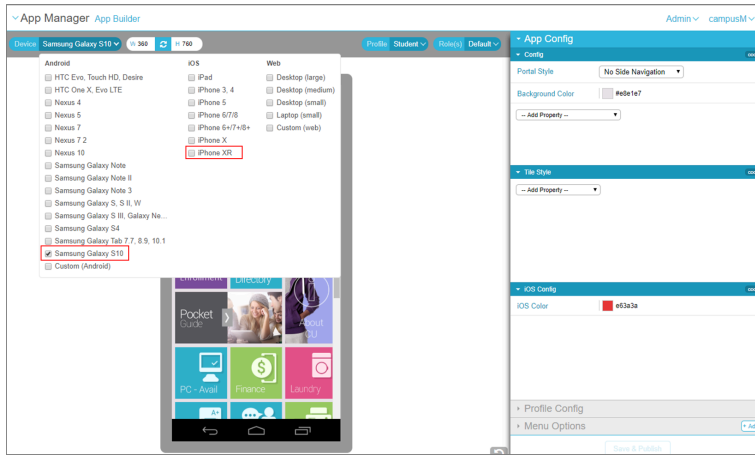 App Manager App Builder
Admin campusM
Device Samsung Galaxy S10 W 360 H 760
Profile Student Role(s) Default
App Config
Config
Portal Style No Side Navigation
Background Color #e8e1e7
-- Add Property --
Tile Style
-- Add Property --
iOS Config
iOS Color e63a3a
Profile Config
Menu Options
Save & Publish
Android
HTC Evo, Touch HD, Desire
HTC One X, Evo LTE
Nexus 4
Nexus 5
Nexus 7
Nexus 7 2
Nexus 10
Samsung Galaxy Note
Samsung Galaxy Note II
Samsung Galaxy Note 3
Samsung Galaxy S, S II, W
Samsung Galaxy S III, Galaxy Ne...
Samsung Galaxy S4
Samsung Galaxy Tab 7.7, 8.9, 10.1
Samsung Galaxy S10
Custom (Android)
iOS
iPad
iPhone 3, 4
iPhone 5
iPhone 6/7/8
iPhone 6+/7+/8+
iPhone X
iPhone XR
Web
Desktop (large)
Desktop (medium)
Desktop (small)
Laptop (small)
Custom (web)
Enrollment Directory
Pocket
Guide
About
CU
PC - Avail Finance Laundry
A+